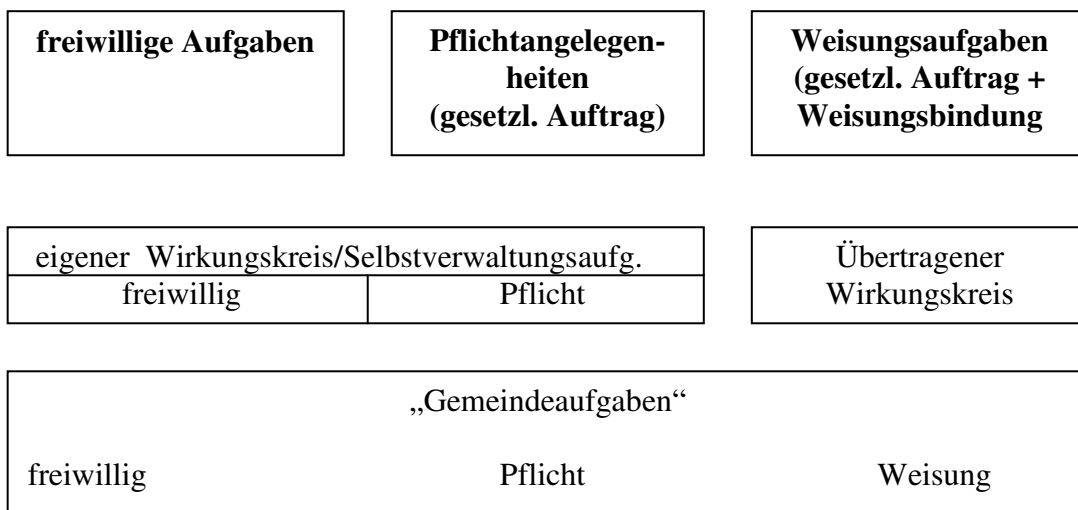 freiwillige Aufgaben
Pflichtangelegen-
heiten
(gesetzl. Auftrag)
Weisungsaufgaben
(gesetzl. Auftrag +
Weisungsbindung
eigener Wirkungskreis/Selbstverwaltungsaufg.
freiwillig
Pflicht
Übertragener
Wirkungskreis
„Gemeindeaufgaben“
freiwillig Pflicht Weisung